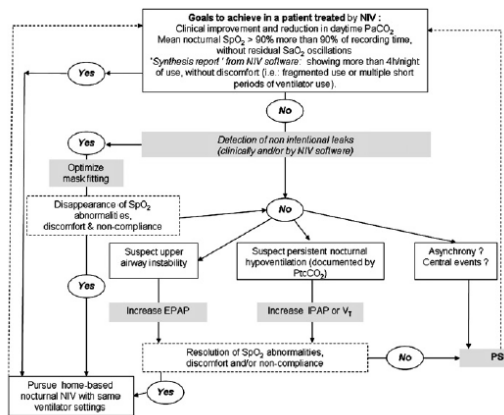 Goals to achieve in a patient treated by NIV :
Clinical improvement and reduction in daytime PaCO2
Mean nocturnal SpO2 > 90% more than 90% of recording time,
without residual SaO2 oscillations
"Synthesis report" from NIV software: showing more than 4h/night
of use, without discomfort (i.e.: fragmented use or multiple short
periods of ventilator use).
Yes
No
Yes
Detection of non intentional leaks
(clinically and/or by NIV software)
Optimize
mask fitting
Disappearance of SpO2
abnormalities,
discomfort & non-compliance
No
Yes
Suspect upper
airway instability
Suspect persistent nocturnal
hypoventilation (documented by
PtcCO2)
Asynchrony ?
Central events ?
Increase EPAP
Increase IPAP or VT
Resolution of SpO2 abnormalities,
discomfort and/or non-compliance
No
PS
Yes
Pursue home-based
nocturnal NIV with same
ventilator settings